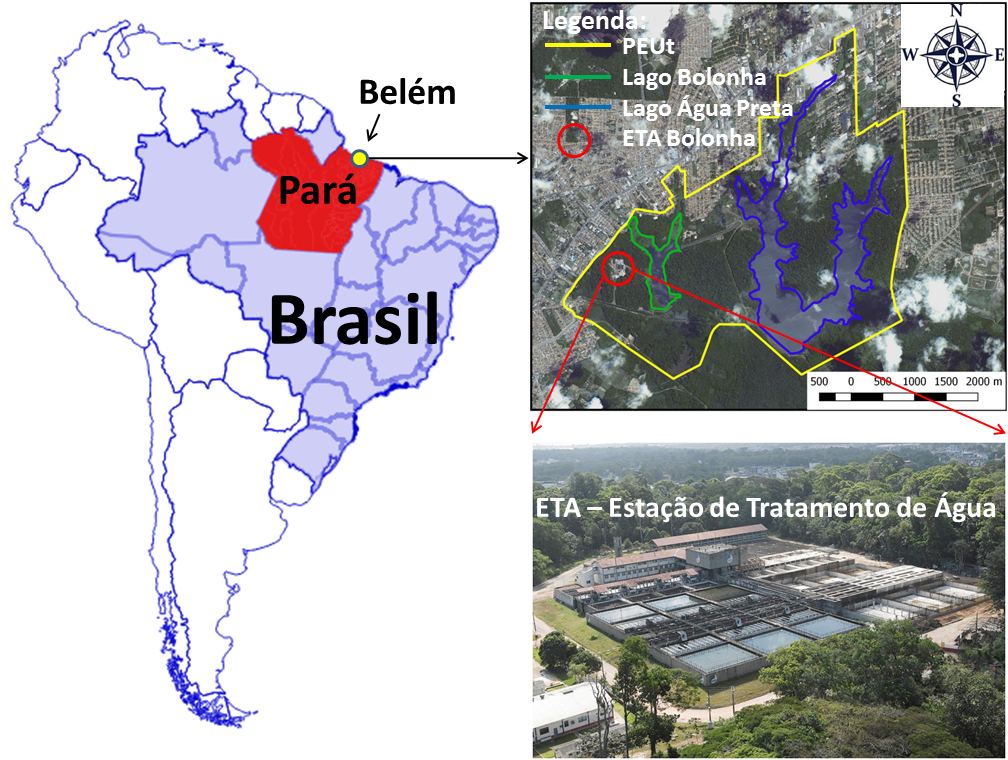 Belém
Pará
Brasil
Legenda:
PEUt
Lago Bolonha
Lago Água Preta
ETA Bolonha
N
W
E
S
500 0 500 1000 1500 2000 m
ETA – Estação de Tratamento de Água